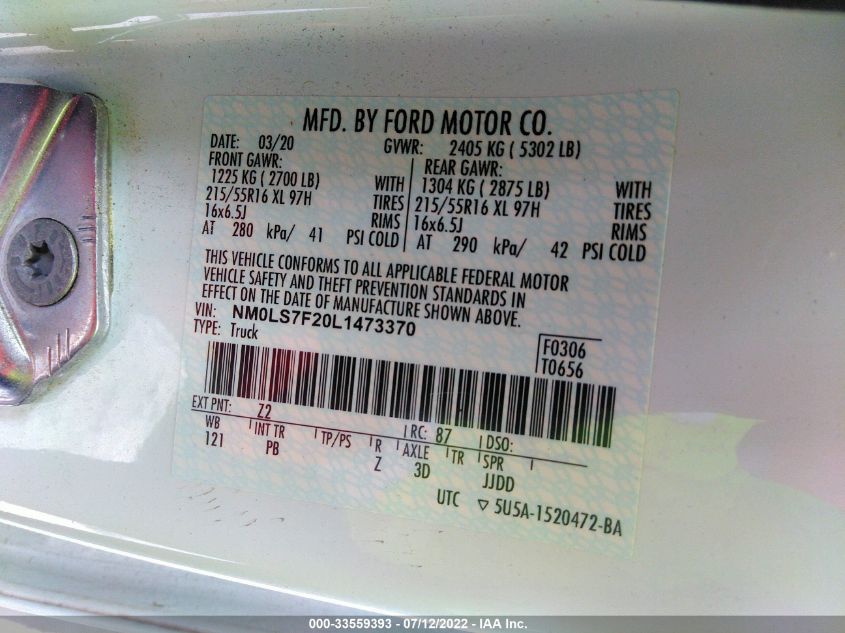 MFD. BY FORD MOTOR CO.
DATE: 03/20 GVWR: 2405 KG ( 5302 LB)
FRONT GAWR: REAR GAWR:
1225 KG ( 2700 LB) WITH 1304 KG ( 2875 LB) WITH
215/55R16 XL 97H TIRES 215/55R16 XL 97H TIRES
16x6.5J RIMS 16x6.5J RIMS
AT 280 kPa/ 41 PSI COLD AT 290 kPa/ 42 PSI COLD
THIS VEHICLE CONFORMS TO ALL APPLICABLE FEDERAL MOTOR
VEHICLE SAFETY AND THEFT PREVENTION STANDARDS IN
EFFECT ON THE DATE OF MANUFACTURE SHOWN ABOVE.
VIN: NM0LS7F20L1473370
TYPE: Truck
F0306
T0656
EXT PNT: Z2 RC: 87 DSO:
WB INT TR TP/PS R AXLE TR SPR
121 PB Z 3D JJDD
UTC ▽ 5U5A-1520472-BA
000-33559393 - 07/12/2022 - IAA Inc.